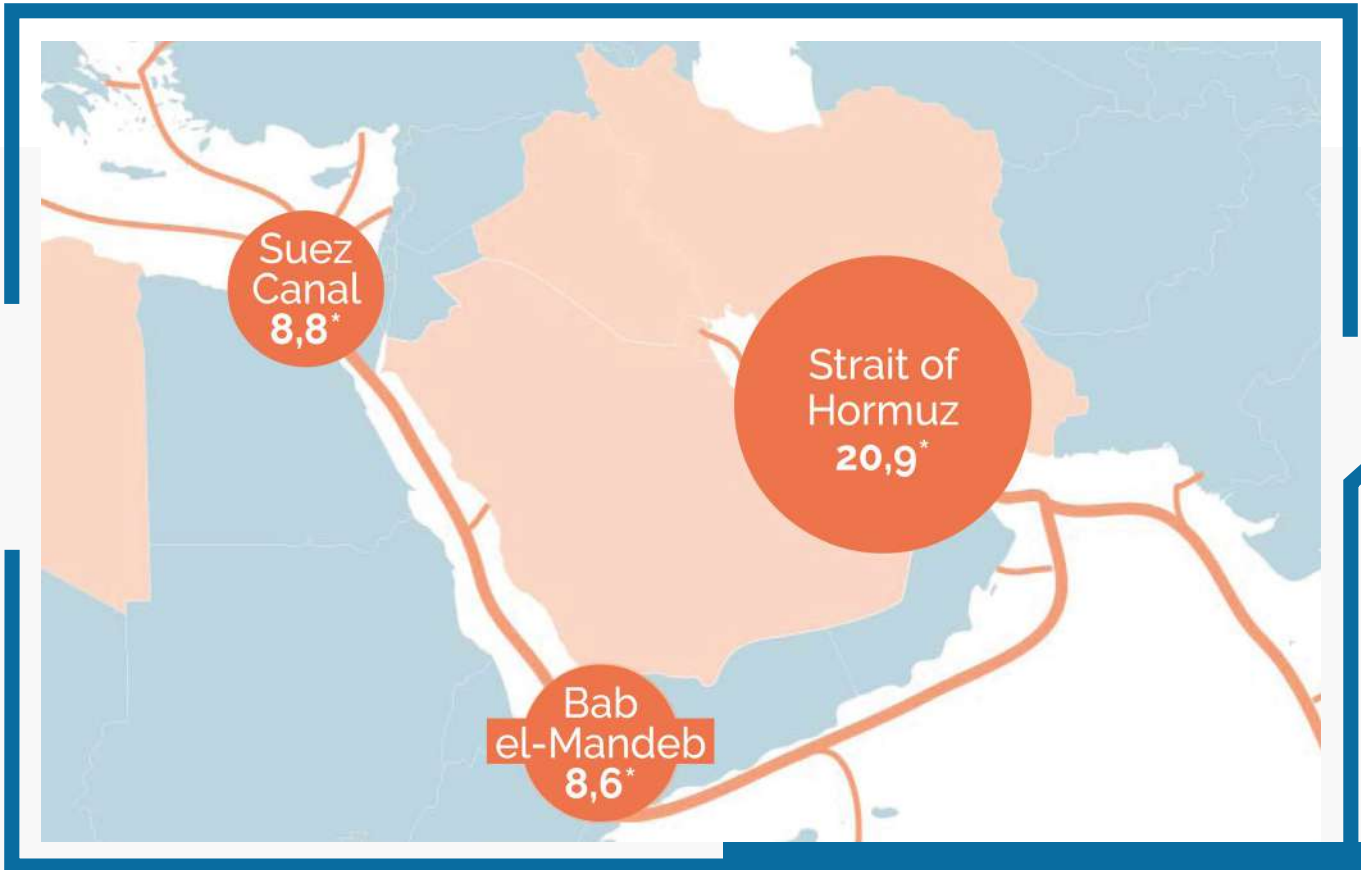 Suez
Canal
8,8*
Strait of
Hormuz
20,9*
Bab
el-Mandeb
8,6*